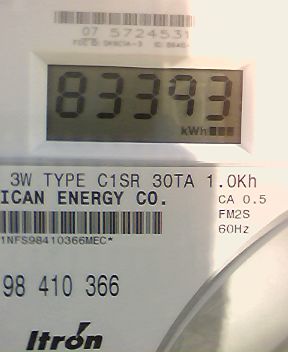 07 5724531
83393
kWh
3W TYPE C1SR 30TA 1.0Kh
ICAN ENERGY CO.
CA 0.5
FM2S
60Hz
1NFS98410366MEC*
98 410 366
Itron